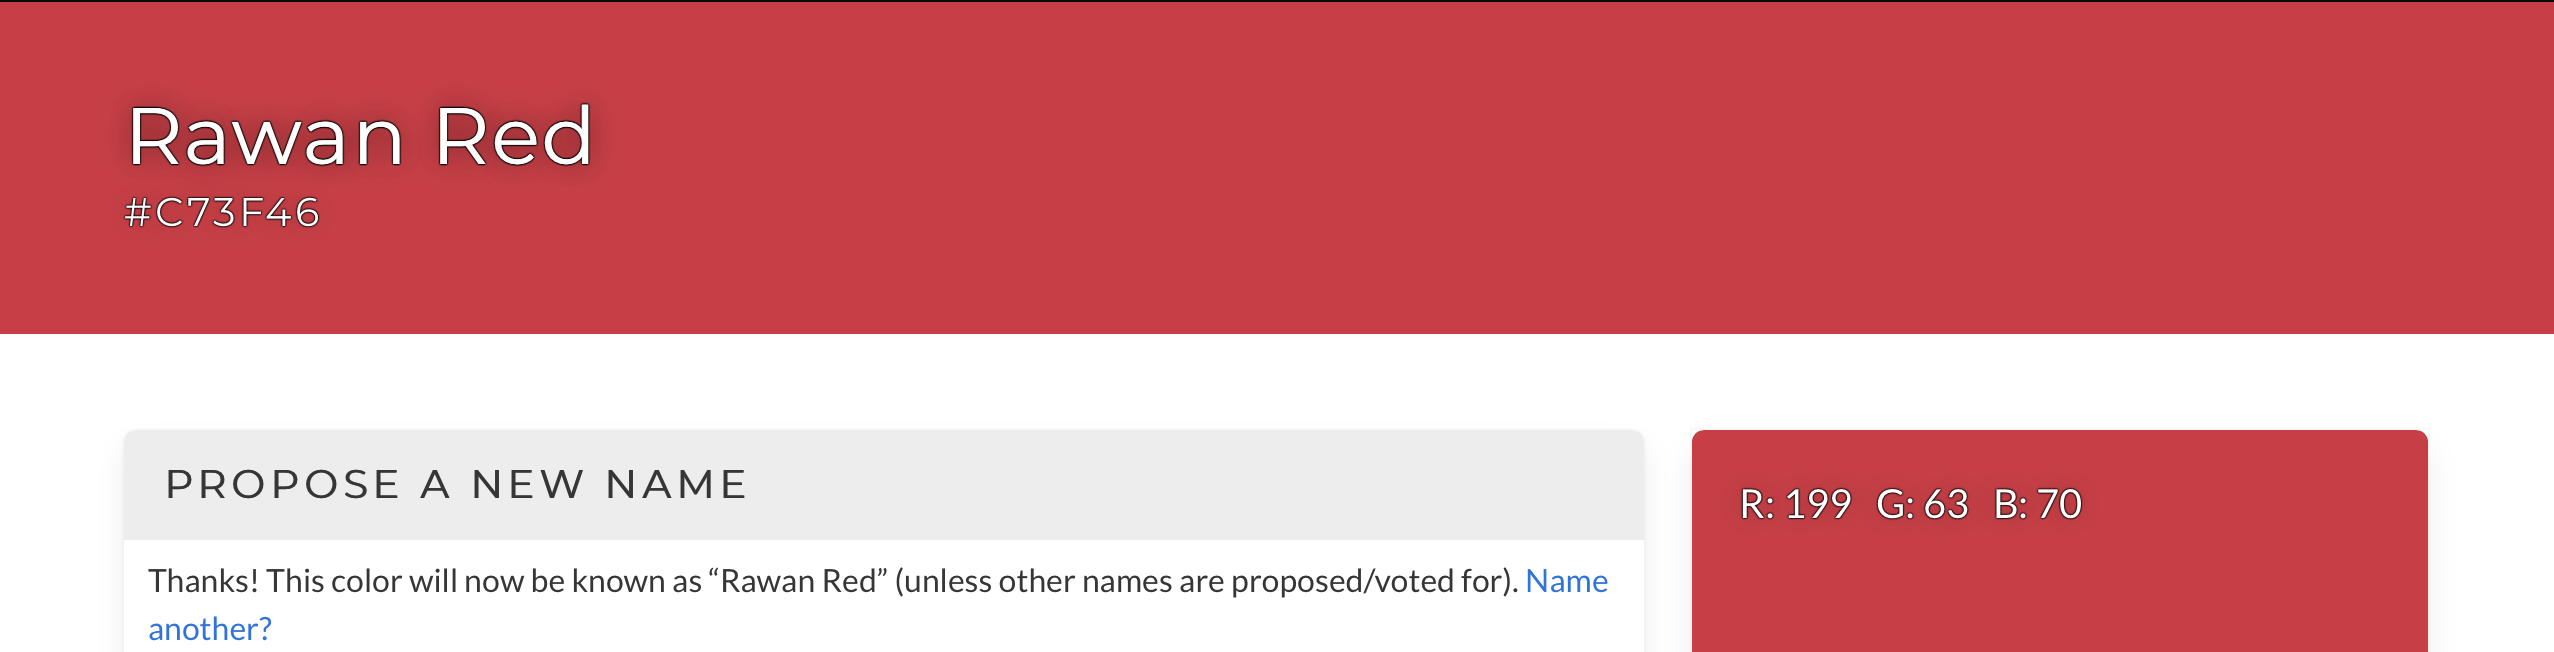 Rawan Red
#C73F46
PROPOSE A NEW NAME
Thanks! This color will now be known as “Rawan Red” (unless other names are proposed/voted for). Name
another?
R: 199 G: 63 B: 70